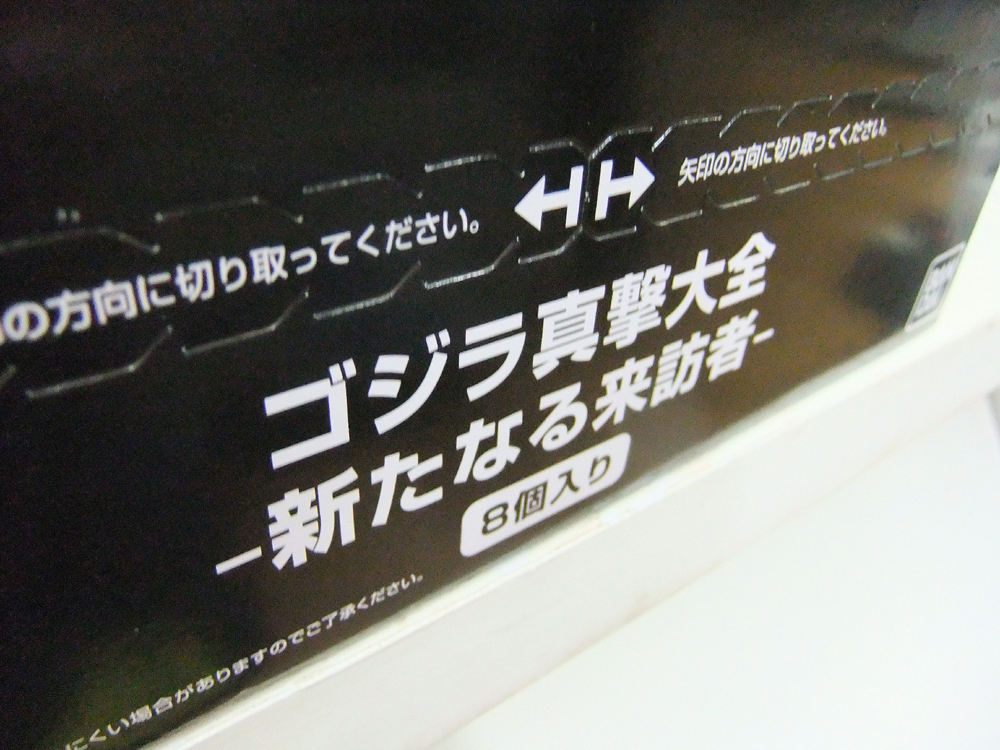 の方向に切り取ってください。
矢印の方向に切り取ってください。
ゴジラ真撃大全
-新たなる来訪者-
8個入り
にくい場合がありますのでご了承ください。